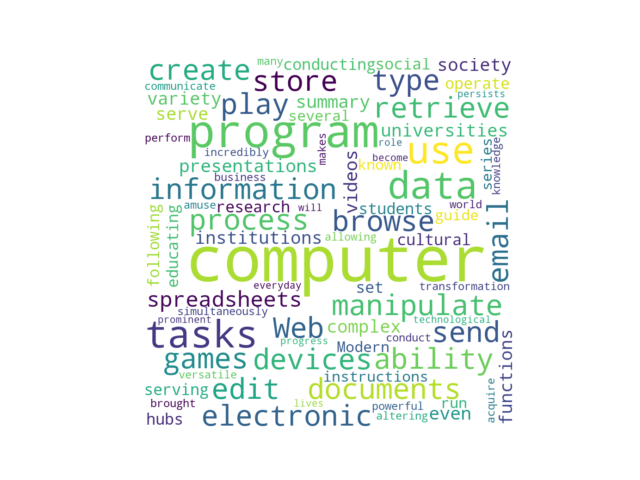 many conducting social society
create store type operate
communicate
persists
variety play summary retrieve
serve several
perform program universities
makes role
incredibly use
presentations known become series knowledge
business
information videos data
amuse research will students world guide
process browse
following educating institutions allowing cultural email
computer
everyday set transformation
spreadsheets manipulate
simultaneously
prominent tasks Web complex technological send
progress Modern conduct
games devices ability functions
versatile instructions
serving edit documents acquire
brought lives powerful run
hubs electronic altering even